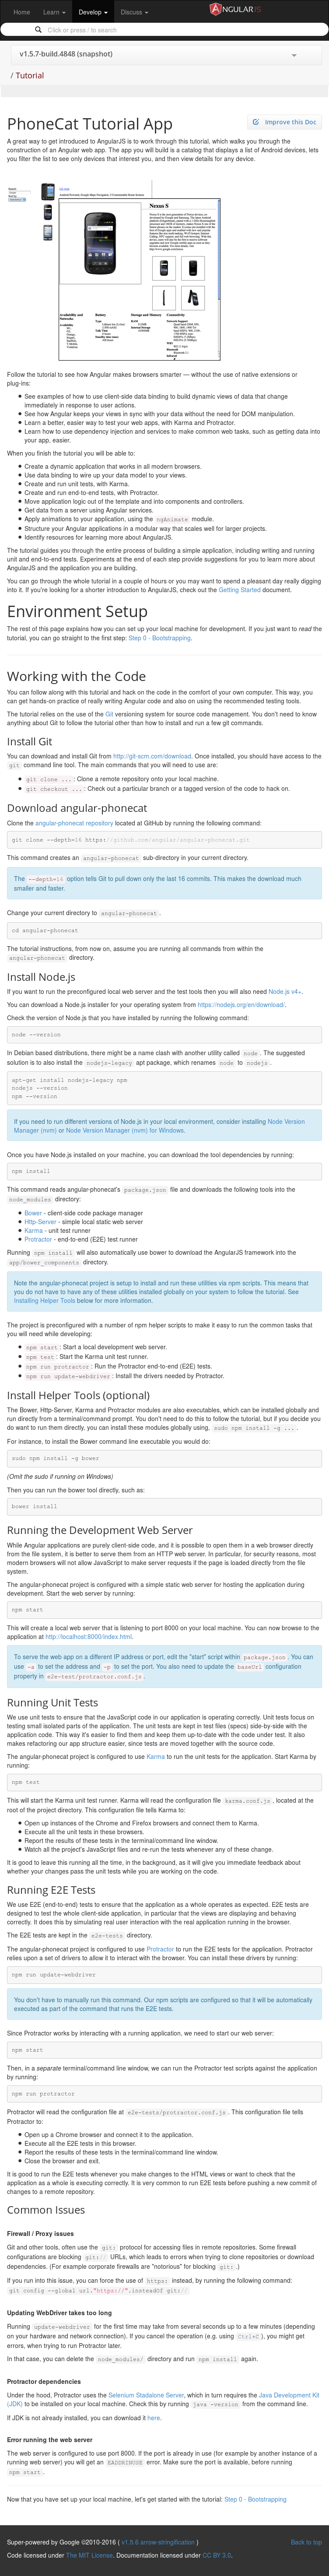 Home Learn Develop Discuss ANGULARJS
Click or press / to search
v1.5.7-build.4848 (snapshot)
/ Tutorial
PhoneCat Tutorial App
Improve this Doc
A great way to get introduced to AngularJS is to work through this tutorial, which walks you through the
construction of an AngularJS web app. The app you will build is a catalog that displays a list of Android devices, lets
you filter the list to see only devices that interest you, and then view details for any device.
Follow the tutorial to see how Angular makes browsers smarter — without the use of native extensions or
plug-ins:
See examples of how to use client-side data binding to build dynamic views of data that change
immediately in response to user actions.
See how Angular keeps your views in sync with your data without the need for DOM manipulation.
Learn a better, easier way to test your web apps, with Karma and Protractor.
Learn how to use dependency injection and services to make common web tasks, such as getting data into
your app, easier.
When you finish the tutorial you will be able to:
Create a dynamic application that works in all modern browsers.
Use data binding to wire up your data model to your views.
Create and run unit tests, with Karma.
Create and run end-to-end tests, with Protractor.
Move application logic out of the template and into components and controllers.
Get data from a server using Angular services.
Apply animations to your application, using the ngAnimate module.
Structure your Angular applications in a modular way that scales well for larger projects.
Identify resources for learning more about AngularJS.
The tutorial guides you through the entire process of building a simple application, including writing and running
unit and end-to-end tests. Experiments at the end of each step provide suggestions for you to learn more about
AngularJS and the application you are building.
You can go through the whole tutorial in a couple of hours or you may want to spend a pleasant day really digging
into it. If you're looking for a shorter introduction to AngularJS, check out the Getting Started document.
Environment Setup
The rest of this page explains how you can set up your local machine for development. If you just want to read the
tutorial, you can go straight to the first step: Step 0 - Bootstrapping.
Working with the Code
You can follow along with this tutorial and hack on the code in the comfort of your own computer. This way, you
can get hands-on practice of really writing Angular code and also on using the recommended testing tools.
The tutorial relies on the use of the Git versioning system for source code management. You don't need to know
anything about Git to follow the tutorial other than how to install and run a few git commands.
Install Git
You can download and install Git from http://git-scm.com/download. Once installed, you should have access to the
git command line tool. The main commands that you will need to use are:
git clone ... : Clone a remote repository onto your local machine.
git checkout ... : Check out a particular branch or a tagged version of the code to hack on.
Download angular-phonecat
Clone the angular-phonecat repository located at GitHub by running the following command:
git clone --depth=16 https://github.com/angular/angular-phonecat.git
This command creates an angular-phonecat sub-directory in your current directory.
The --depth=16 option tells Git to pull down only the last 16 commits. This makes the download much
smaller and faster.
Change your current directory to angular-phonecat .
cd angular-phonecat
The tutorial instructions, from now on, assume you are running all commands from within the
angular-phonecat directory.
Install Node.js
If you want to run the preconfigured local web server and the test tools then you will also need Node.js v4+.
You can download a Node.js installer for your operating system from https://nodejs.org/en/download/.
Check the version of Node.js that you have installed by running the following command:
node --version
In Debian based distributions, there might be a name clash with another utility called node . The suggested
solution is to also install the nodejs-legacy apt package, which renames node to nodejs .
apt-get install nodejs-legacy npm
nodejs --version
npm --version
If you need to run different versions of Node.js in your local environment, consider installing Node Version
Manager (nvm) or Node Version Manager (nvm) for Windows.
Once you have Node.js installed on your machine, you can download the tool dependencies by running:
npm install
This command reads angular-phonecat's package.json file and downloads the following tools into the
node_modules directory:
Bower - client-side code package manager
Http-Server - simple local static web server
Karma - unit test runner
Protractor - end-to-end (E2E) test runner
Running npm install will also automatically use bower to download the AngularJS framework into the
app/bower_components directory.
Note the angular-phonecat project is setup to install and run these utilities via npm scripts. This means that
you do not have to have any of these utilities installed globally on your system to follow the tutorial. See
Installing Helper Tools below for more information.
The project is preconfigured with a number of npm helper scripts to make it easy to run the common tasks that
you will need while developing:
npm start : Start a local development web server.
npm test : Start the Karma unit test runner.
npm run protractor : Run the Protractor end-to-end (E2E) tests.
npm run update-webdriver : Install the drivers needed by Protractor.
Install Helper Tools (optional)
The Bower, Http-Server, Karma and Protractor modules are also executables, which can be installed globally and
run directly from a terminal/command prompt. You don't need to do this to follow the tutorial, but if you decide you
do want to run them directly, you can install these modules globally using, sudo npm install -g ... .
For instance, to install the Bower command line executable you would do:
sudo npm install -g bower
(Omit the sudo if running on Windows)
Then you can run the bower tool directly, such as:
bower install
Running the Development Web Server
While Angular applications are purely client-side code, and it is possible to open them in a web browser directly
from the file system, it is better to serve them from an HTTP web server. In particular, for security reasons, most
modern browsers will not allow JavaScript to make server requests if the page is loaded directly from the file
system.
The angular-phonecat project is configured with a simple static web server for hosting the application during
development. Start the web server by running:
npm start
This will create a local web server that is listening to port 8000 on your local machine. You can now browse to the
application at http://localhost:8000/index.html.
To serve the web app on a different IP address or port, edit the "start" script within package.json . You can
use -a to set the address and -p to set the port. You also need to update the baseUrl configuration
property in e2e-test/protractor.conf.js .
Running Unit Tests
We use unit tests to ensure that the JavaScript code in our application is operating correctly. Unit tests focus on
testing small isolated parts of the application. The unit tests are kept in test files (specs) side-by-side with the
application code. This way it's easier to find them and keep them up-to-date with the code under test. It also
makes refactoring our app structure easier, since tests are moved together with the source code.
The angular-phonecat project is configured to use Karma to run the unit tests for the application. Start Karma by
running:
npm test
This will start the Karma unit test runner. Karma will read the configuration file karma.conf.js , located at the
root of the project directory. This configuration file tells Karma to:
Open up instances of the Chrome and Firefox browsers and connect them to Karma.
Execute all the unit tests in these browsers.
Report the results of these tests in the terminal/command line window.
Watch all the project's JavaScript files and re-run the tests whenever any of these change.
It is good to leave this running all the time, in the background, as it will give you immediate feedback about
whether your changes pass the unit tests while you are working on the code.
Running E2E Tests
We use E2E (end-to-end) tests to ensure that the application as a whole operates as expected. E2E tests are
designed to test the whole client-side application, in particular that the views are displaying and behaving
correctly. It does this by simulating real user interaction with the real application running in the browser.
The E2E tests are kept in the e2e-tests directory.
The angular-phonecat project is configured to use Protractor to run the E2E tests for the application. Protractor
relies upon a set of drivers to allow it to interact with the browser. You can install these drivers by running:
npm run update-webdriver
You don't have to manually run this command. Our npm scripts are configured so that it will be automatically
executed as part of the command that runs the E2E tests.
Since Protractor works by interacting with a running application, we need to start our web server:
npm start
Then, in a separate terminal/command line window, we can run the Protractor test scripts against the application
by running:
npm run protractor
Protractor will read the configuration file at e2e-tests/protractor.conf.js . This configuration file tells
Protractor to:
Open up a Chrome browser and connect it to the application.
Execute all the E2E tests in this browser.
Report the results of these tests in the terminal/command line window.
Close the browser and exit.
It is good to run the E2E tests whenever you make changes to the HTML views or want to check that the
application as a whole is executing correctly. It is very common to run E2E tests before pushing a new commit of
changes to a remote repository.
Common Issues
Firewall / Proxy issues
Git and other tools, often use the git: protocol for accessing files in remote repositories. Some firewall
configurations are blocking git:// URLs, which leads to errors when trying to clone repositories or download
dependencies. (For example corporate firewalls are "notorious" for blocking git: .)
If you run into this issue, you can force the use of https: instead, by running the following command:
git config --global url."https://".insteadOf git://
Updating WebDriver takes too long
Running update-webdriver for the first time may take from several seconds up to a few minutes (depending on
your hardware and network connection). If you cancel the operation (e.g. using Ctrl+C ), you might get
errors, when trying to run Protractor later.
In that case, you can delete the node_modules/ directory and run npm install again.
Protractor dependencies
Under the hood, Protractor uses the Selenium Stadalone Server, which in turn requires the Java Development Kit
(JDK) to be installed on your local machine. Check this by running java -version from the command line.
If JDK is not already installed, you can download it here.
Error running the web server
The web server is configured to use port 8000. If the port is already in use (for example by another instance of a
running web server) you will get an EADDRINUSE error. Make sure the port is available, before running
npm start .
Now that you have set up your local machine, let's get started with the tutorial: Step 0 - Bootstrapping
Super-powered by Google ©2010-2016 ( v1.5.6 arrow-stringification )
Back to top
Code licensed under The MIT License. Documentation licensed under CC BY 3.0.